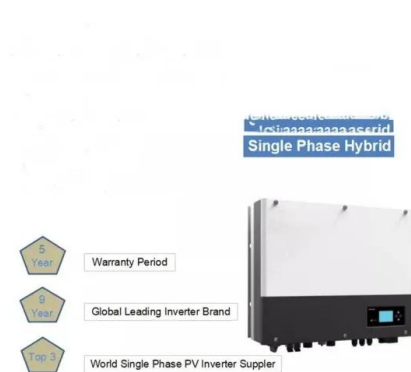 Single Phase Hybrid
5
Year
Warranty Period
9
Year
Global Leading Inverter Brand
Top 3
World Single Phase PV Inverter Suppler